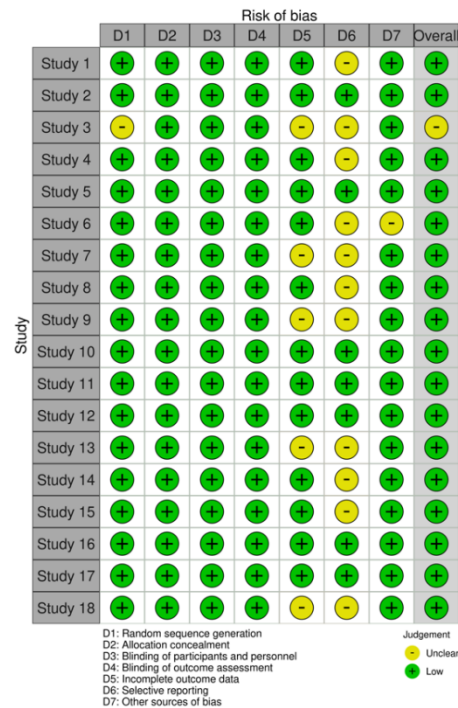 Risk of bias
D1 D2 D3 D4 D5 D6 D7 Overall
Study
Study 1 + + + + + - + +
Study 2 + + + + + + + +
Study 3 - + + + - - + -
Study 4 + + + + + - + +
Study 5 + + + + + + + +
Study 6 + + + + + - - +
Study 7 + + + + - - + +
Study 8 + + + + + - + +
Study 9 + + + + - - + +
Study 10 + + + + + + + +
Study 11 + + + + + + + +
Study 12 + + + + + + + +
Study 13 + + + + - - + +
Study 14 + + + + + - + +
Study 15 + + + + + - + +
Study 16 + + + + + + + +
Study 17 + + + + + + + +
Study 18 + + + + - - + +
D1: Random sequence generation
D2: Allocation concealment
D3: Blinding of participants and personnel
D4: Blinding of outcome assessment
D5: Incomplete outcome data
D6: Selective reporting
D7: Other sources of bias
Judgement
- Unclear
+ Low